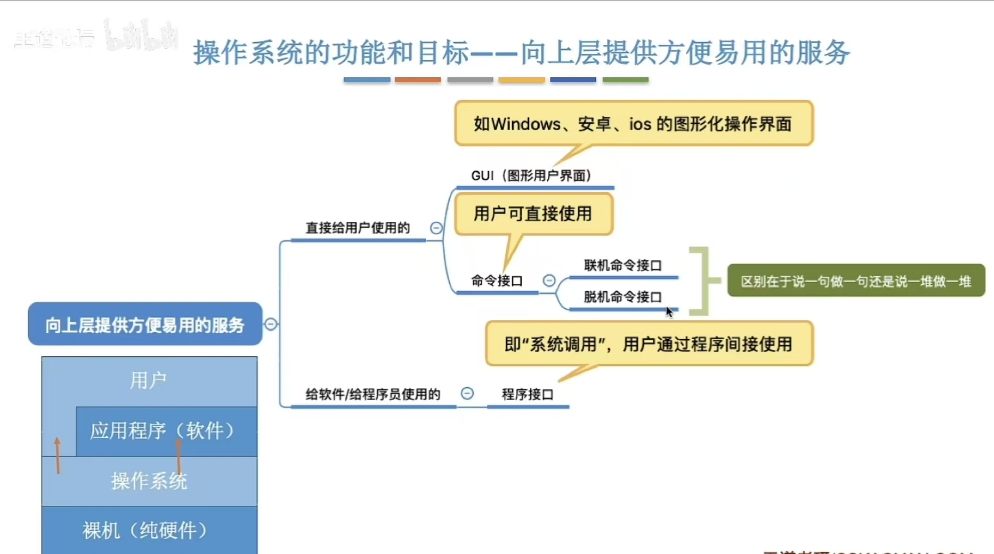 bilibili
操作系统的功能和目标——向上层提供方便易用的服务
如Windows、安卓、ios 的图形化操作界面
GUI（图形用户界面）
用户可直接使用
直接给用户使用的
命令接口
联机命令接口
脱机命令接口
区别在于说一句做一句还是说一堆做一堆
向上层提供方便易用的服务
即“系统调用”，用户通过程序间接使用
给软件/给程序员使用的
程序接口
用户
应用程序（软件）
操作系统
裸机（纯硬件）